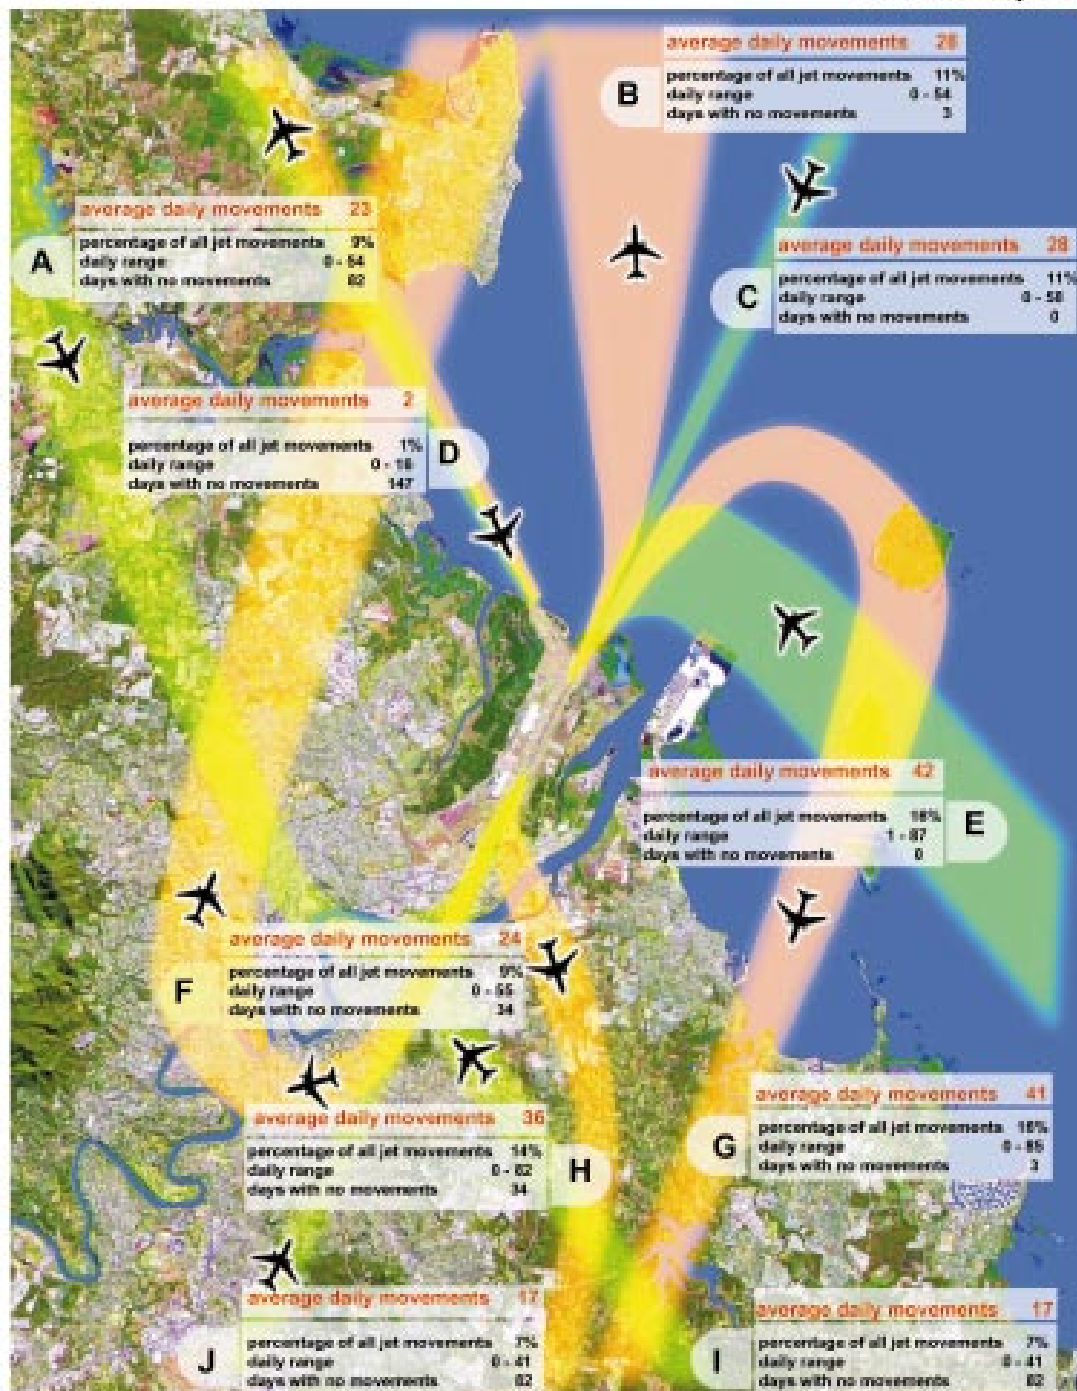 average daily movements 28
B
percentage of all jet movements 11%
daily range 0 - 54
days with no movements 3
average daily movements 23
A
percentage of all jet movements 9%
daily range 0 - 54
days with no movements 82
average daily movements 28
C
percentage of all jet movements 11%
daily range 0 - 58
days with no movements 0
average daily movements 2
D
percentage of all jet movements 1%
daily range 0 - 16
days with no movements 147
average daily movements 42
E
percentage of all jet movements 16%
daily range 1 - 87
days with no movements 0
average daily movements 24
F
percentage of all jet movements 9%
daily range 0 - 55
days with no movements 34
average daily movements 41
G
percentage of all jet movements 16%
daily range 0 - 85
days with no movements 3
average daily movements 36
H
percentage of all jet movements 14%
daily range 0 - 82
days with no movements 34
average daily movements 17
J
percentage of all jet movements 7%
daily range 0 - 41
days with no movements 82
average daily movements 17
I
percentage of all jet movements 7%
daily range 0 - 41
days with no movements 82